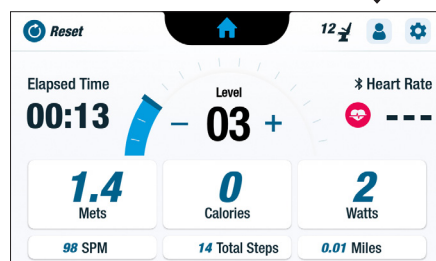 Reset
12
Elapsed Time
00:13
Level
– 03 +
Heart Rate
---
1.4
Mets
0
Calories
2
Watts
98 SPM
14 Total Steps
0.01 Miles